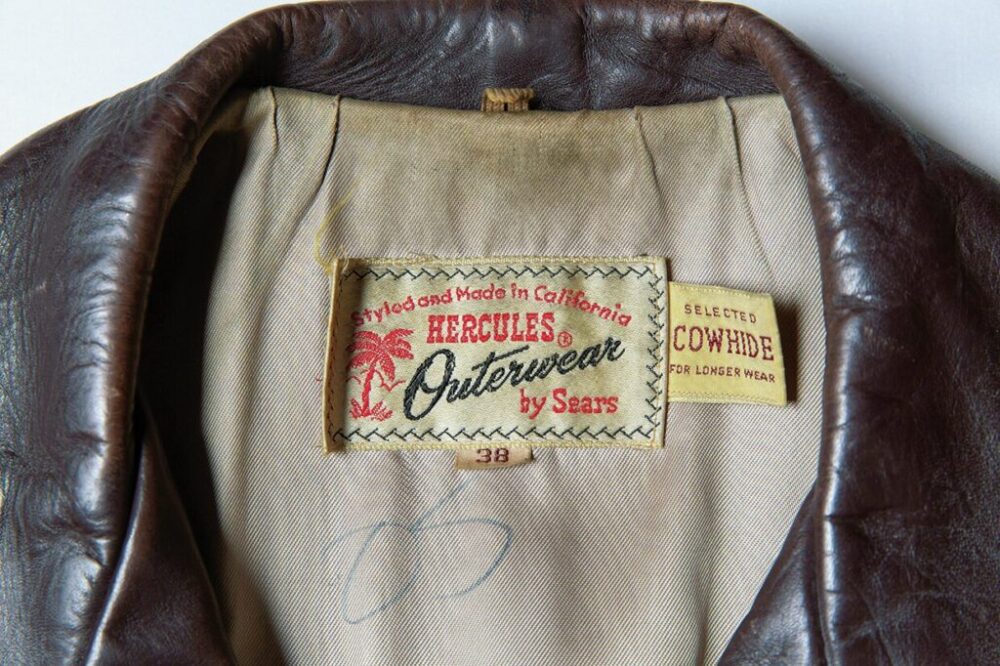 Styled and Made in California
HERCULES®
Outerwear
by Sears
38
SELECTED
COWHIDE
FOR LONGER WEAR